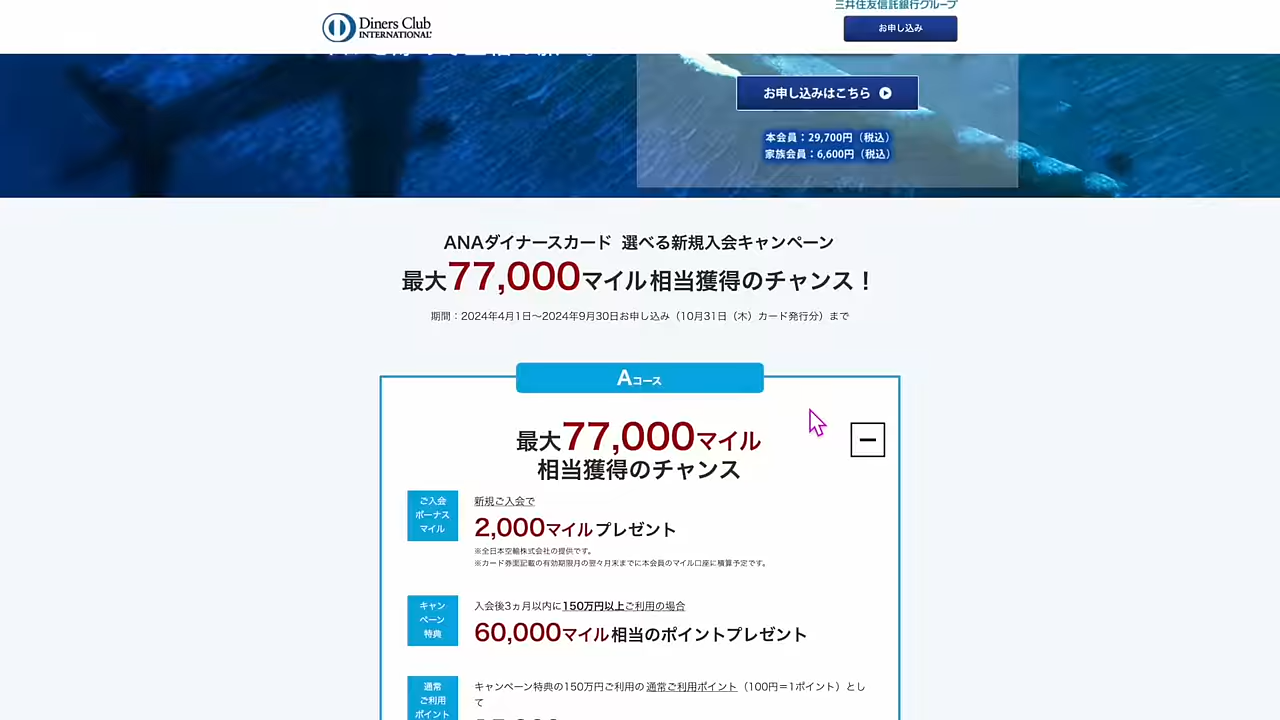 三井住友信託銀行グループ
Diners Club
INTERNATIONAL
お申し込み
お申し込みはこちら
本会員：29,700円（税込）
家族会員：6,600円（税込）
ANAダイナースカード 選べる新規入会キャンペーン
最大77,000マイル相当獲得のチャンス！
期間：2024年4月1日〜2024年9月30日お申し込み（10月31日（木）カード発行分）まで
Aコース
最大77,000マイル
相当獲得のチャンス
ご入会
ボーナス
マイル
新規ご入会で
2,000マイルプレゼント
※全日本空輸株式会社の提供です。
※カード券面記載の有効期限月の翌々月末までに本会員のマイル口座に積算予定です。
キャン
ペーン
特典
入会後3ヵ月以内に150万円以上ご利用の場合
60,000マイル相当のポイントプレゼント
通常
ご利用
ポイント
キャンペーン特典の150万円ご利用の通常ご利用ポイント（100円＝1ポイント）とし
て